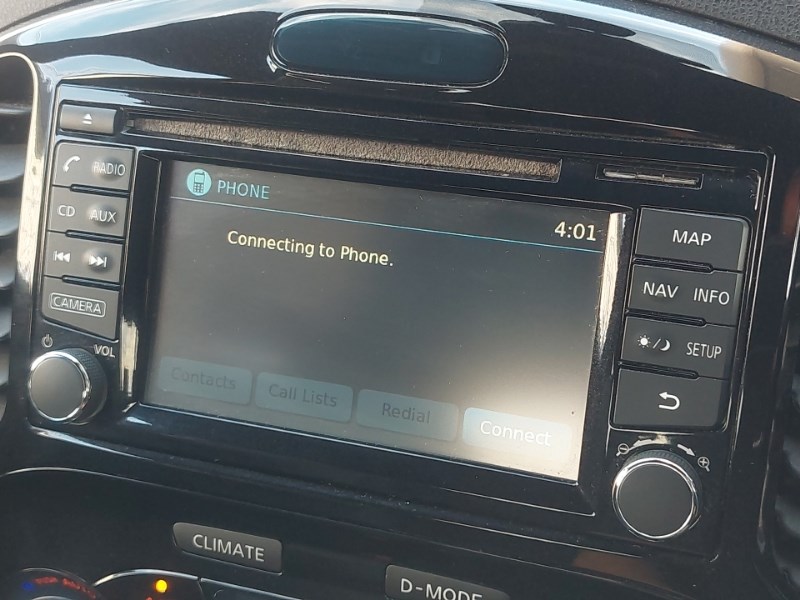 RADIO
CD AUX
CAMERA
VOL
PHONE
4:01
Connecting to Phone.
Contacts
Call Lists
Redial
Connect
MAP
NAV INFO
SETUP
CLIMATE
D-MODE